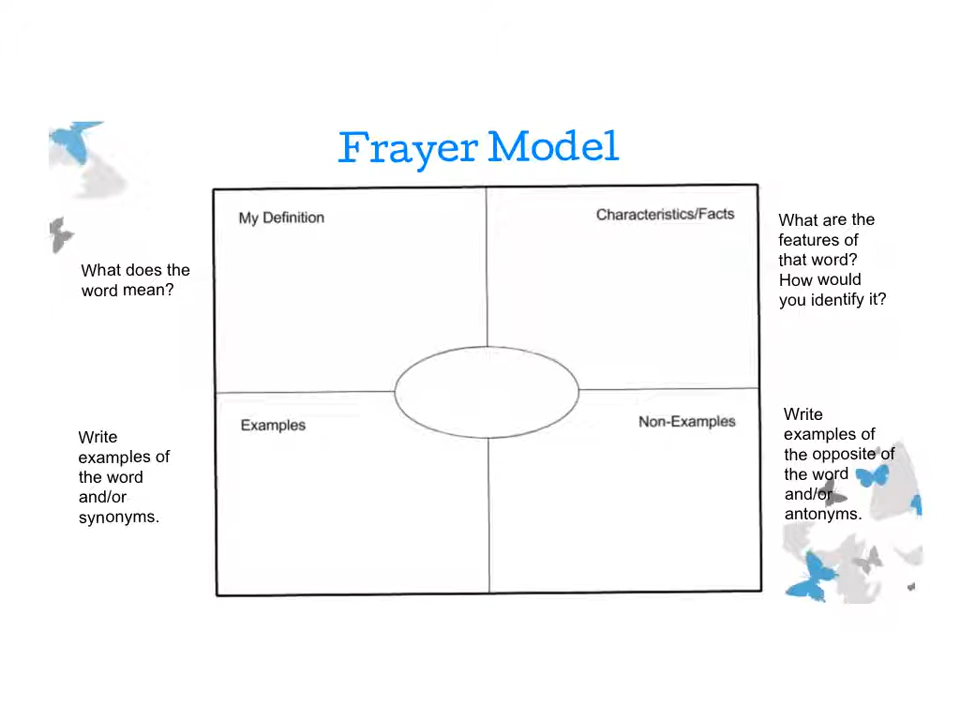 Frayer Model
My Definition
Characteristics/Facts
What does the
word mean?
What are the
features of
that word?
How would
you identify it?
Examples
Non-Examples
Write
examples of
the word
and/or
synonyms.
Write
examples of
the opposite of
the word
and/or
antonyms.